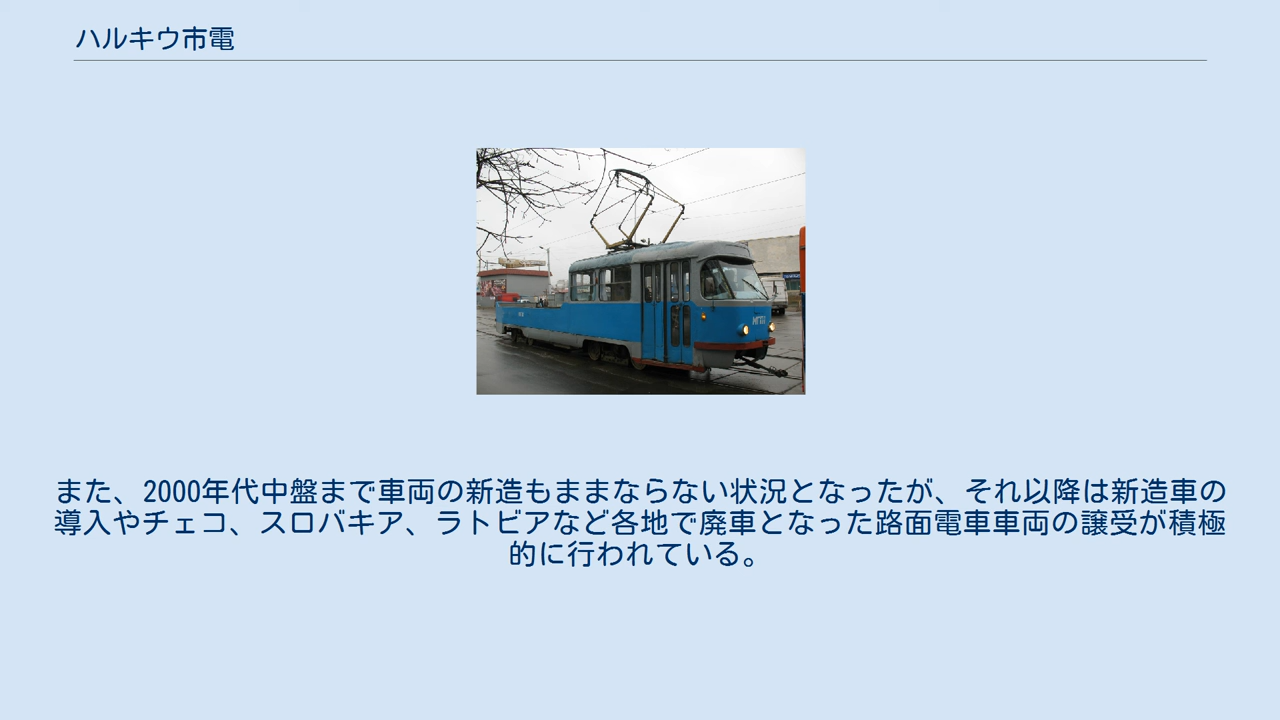 ハルキウ市電
また、2000年代中盤まで車両の新造もままならない状況となったが、それ以降は新造車の
導入やチェコ、スロバキア、ラトビアなど各地で廃車となった路面電車車両の譲受が積極
的に行われている。